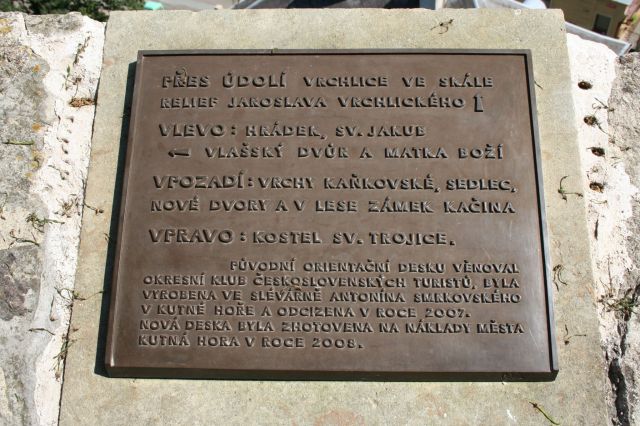 PŘES ÚDOLÍ VRCHLICE VE SKÁLE
RELIEF JAROSLAVA VRCHLICKÉHO ↑
VLEVO: HRÁDEK, SV. JAKUB
← VLAŠSKÝ DVŮR A MATKA BOŽÍ
VPOZADÍ: VRCHY KAŇKOVSKÉ, SEDLEC,
NOVÉ DVORY A V LESE ZÁMEK KAČINA
VPRAVO: KOSTEL SV. TROJICE.
PŮVODNÍ ORIENTAČNÍ DESKU VĚNOVAL
OKRESNÍ KLUB ČESKOSLOVENSKÝCH TURISTŮ, BYLA
VYROBENA VE SLÉVÁRNĚ ANTONÍNA SMRKOVSKÉHO
V KUTNÉ HOŘE A ODCIZENA V ROCE 2007.
NOVÁ DESKA BYLA ZHOTOVENA NA NÁKLADY MĚSTA
KUTNÁ HORA V ROCE 2008.